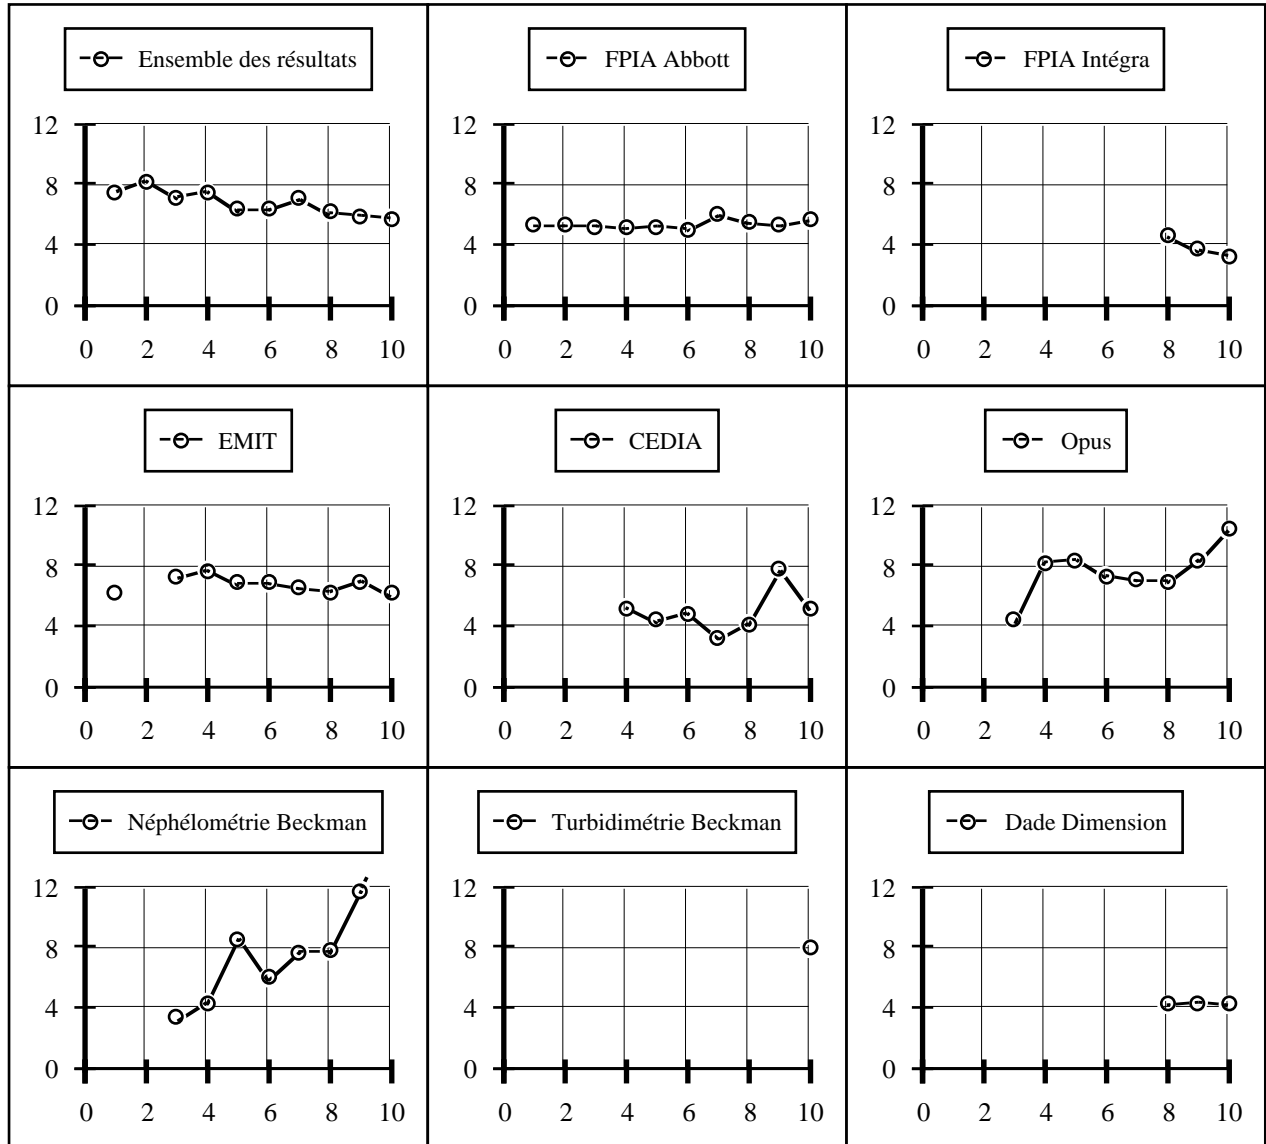 Ensemble des résultats
12
8
4
0
0 2 4 6 8 10
FPIA Abbott
12
8
4
0
0 2 4 6 8 10
FPIA Intégra
12
8
4
0
0 2 4 6 8 10
EMIT
12
8
4
0
0 2 4 6 8 10
CEDIA
12
8
4
0
0 2 4 6 8 10
Opus
12
8
4
0
0 2 4 6 8 10
Néphélométrie Beckman
12
8
4
0
0 2 4 6 8 10
Turbidimétrie Beckman
12
8
4
0
0 2 4 6 8 10
Dade Dimension
12
8
4
0
0 2 4 6 8 10